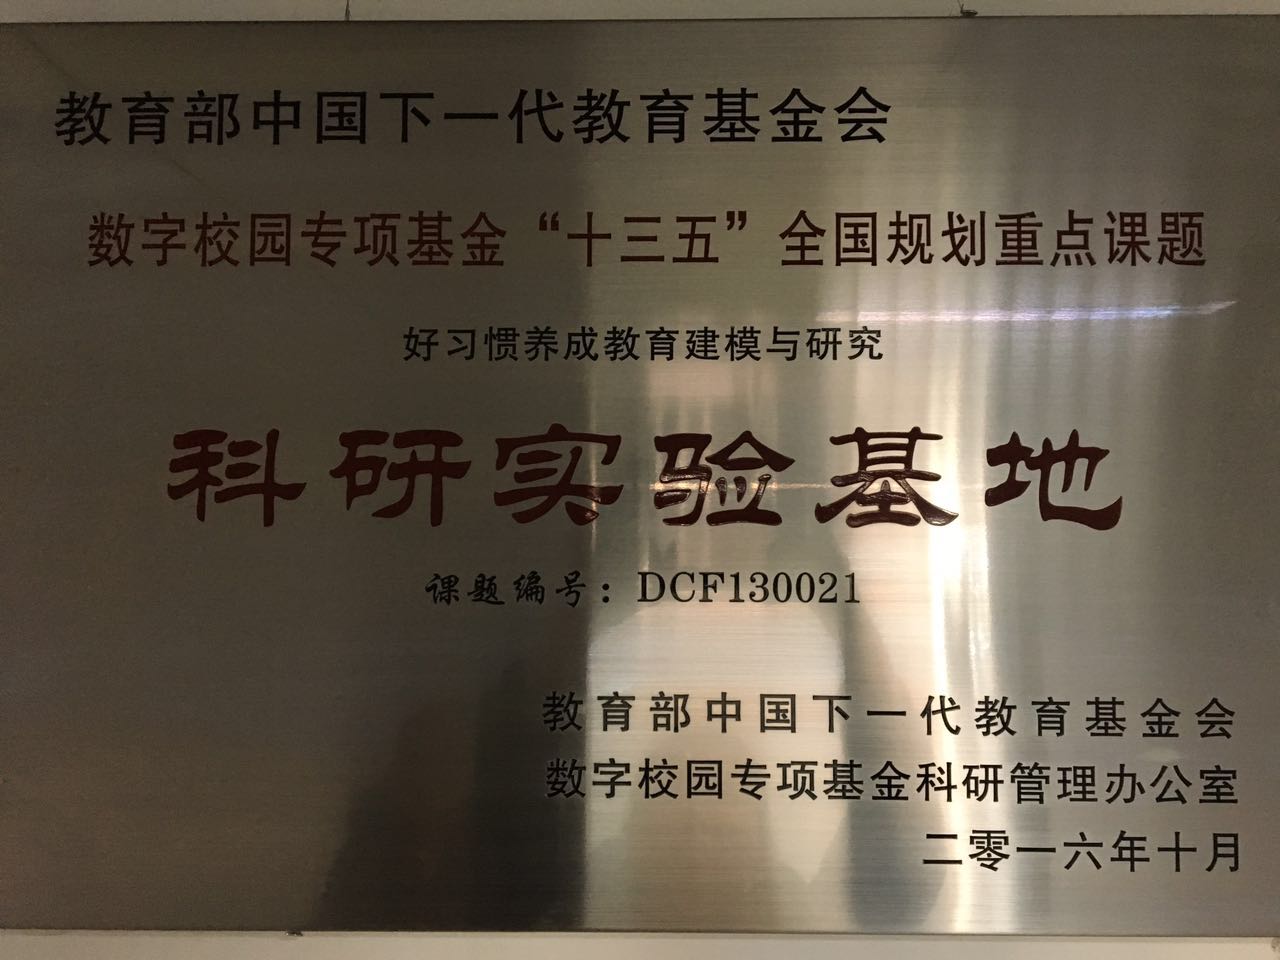 教育部中国下一代教育基金会
数字校园专项基金“十三五”全国规划重点课题
好习惯养成教育建模与研究
科研实验基地
课题编号：DCF130021
教育部中国下一代教育基金会
数字校园专项基金科研管理办公室
二零一六年十月